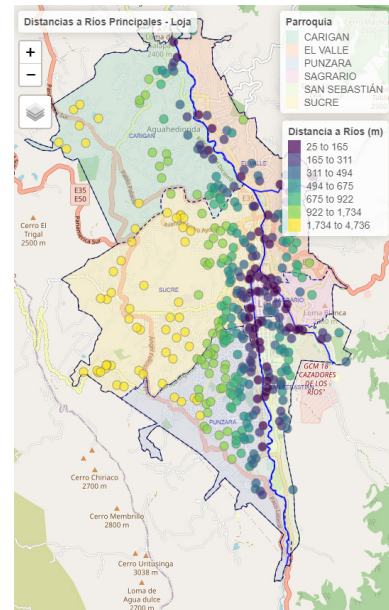 Distancias a Ríos Principales - Loja
2400 m
+
−
Parroquia
CARIGAN
EL VALLE
PUNZARA
SAGRARIO
SAN SEBASTIÁN
SUCRE
Distancia a Ríos (m)
25 to 165
165 to 311
311 to 494
494 to 675
675 to 922
922 to 1,734
1,734 to 4,736
CARIGAN
EL VALLE
E35
E50
E35
Cerro El
Trigal
2500 m
SUCRE
GCM 18
"CAZADORES
DE LOS
RÍOS"
PUNZARA
Cerro Chiriaco
2700 m
Cerro Membrillo
2800 m
Cerro Uritusinga
3038 m
Loma de
Agua dulce
2700 m